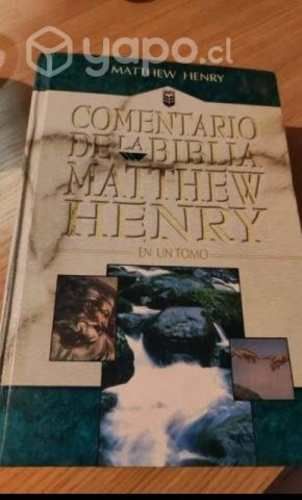 yapo.cl
MATTHEW HENRY
COMENTARIO
DE LA BIBLIA
MATTHEW
HENRY
EN UN TOMO